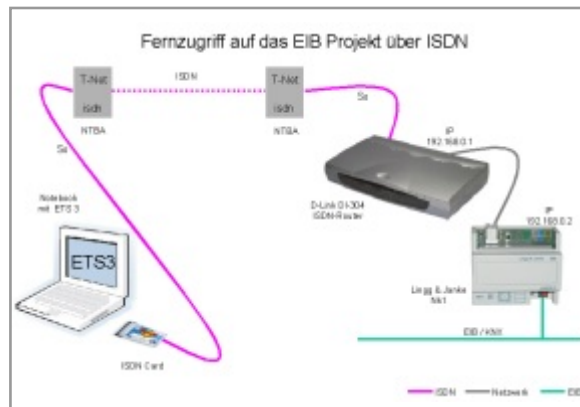 Fernzugriff auf das EIB Projekt über ISDN
T-Net
isdn
NTBA
ISDN
T-Net
isdn
NTBA
S₀
S₀
IP
192.168.0.1
D-Link DI-304
ISDN-Router
Notebook
mit ETS 3
ETS3
ISDN Card
IP
192.168.0.2
Lingg & Janke
EIB / KNX
ISDN
Netzwerk
EIB